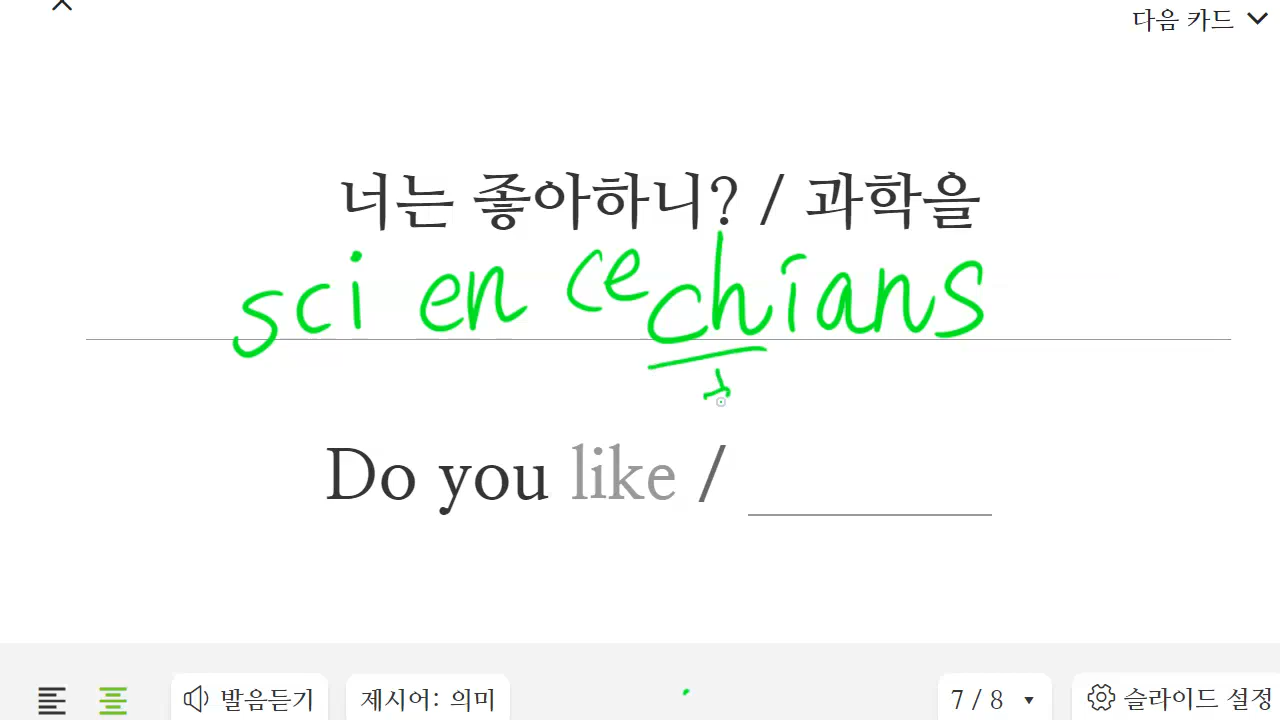 다음 카드
너는 좋아하니? / 과학을
sci en ce chians
Do you like /
발음듣기 제시어: 의미 7 / 8 슬라이드 설정